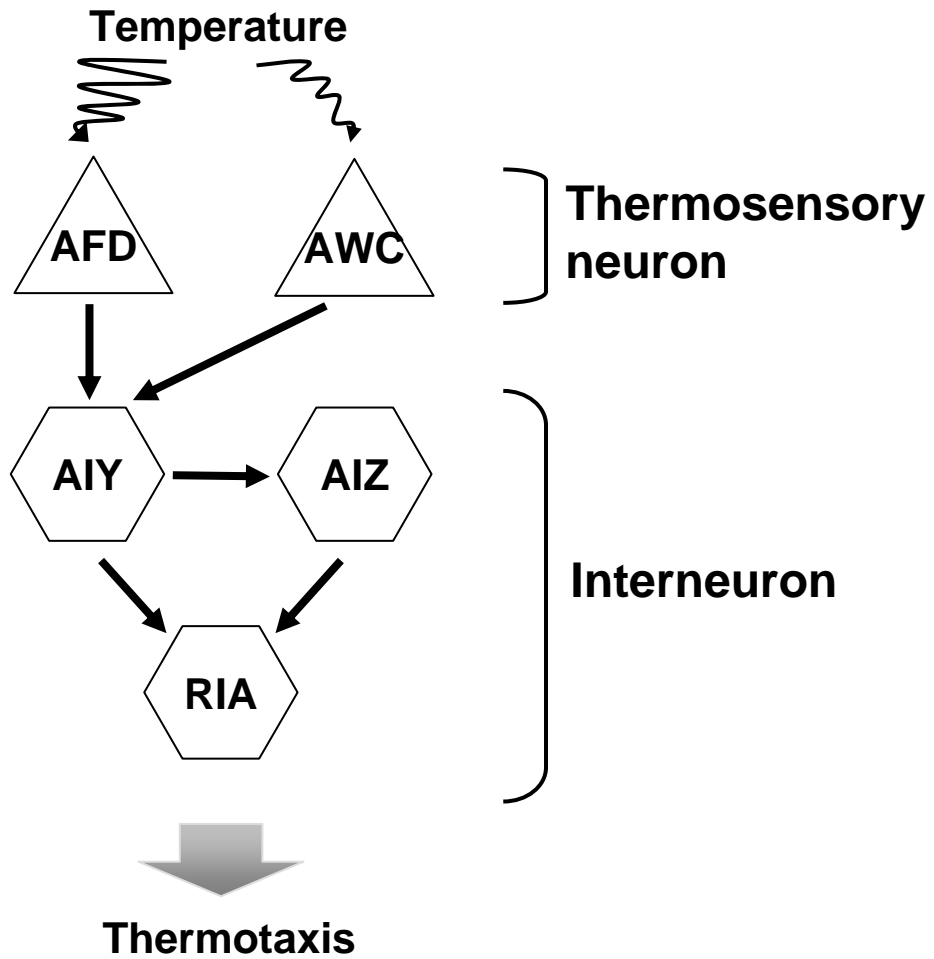 Temperature
AFD
AWC
Thermosensory
neuron
AIY
AIZ
Interneuron
RIA
Thermotaxis